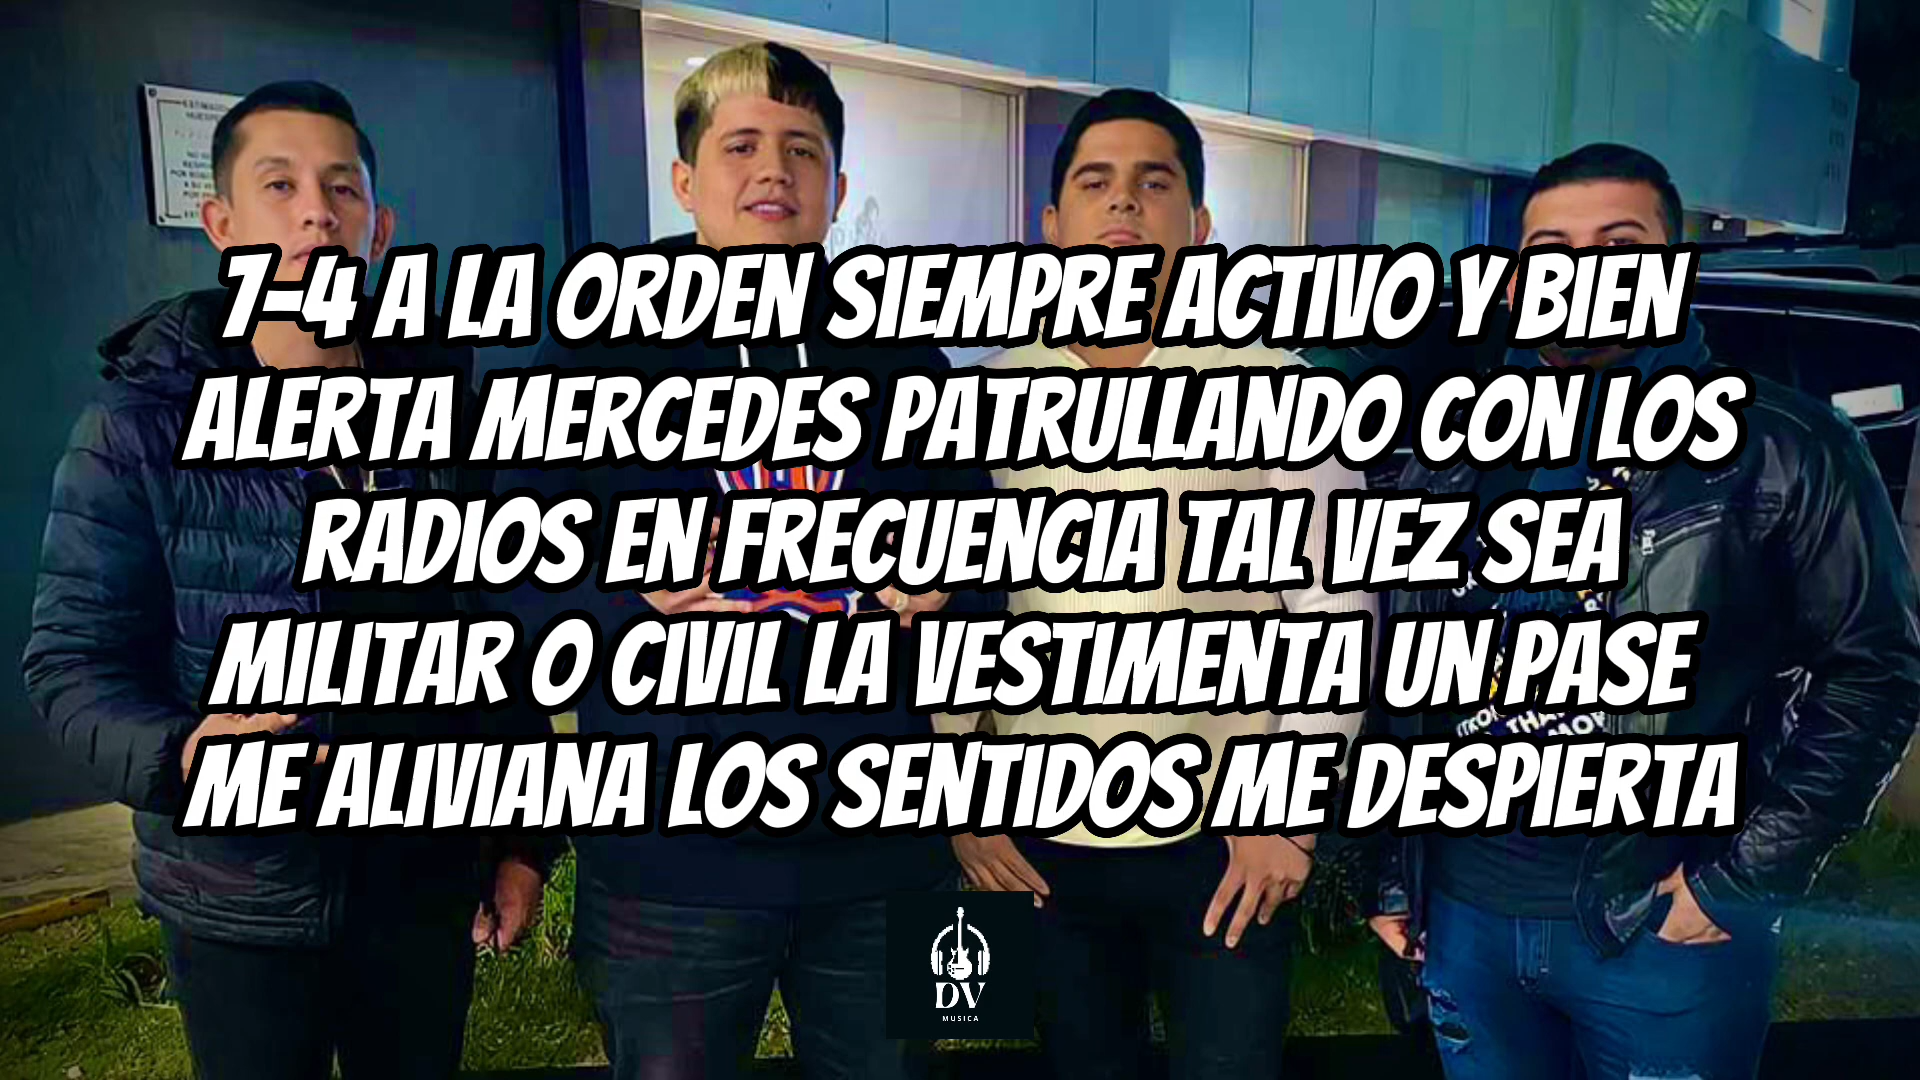 7-4 A LA ORDEN SIEMPRE ACTIVO Y BIEN
ALERTA MERCEDES PATRULLANDO CON LOS
RADIOS EN FRECUENCIA TAL VEZ SEA
MILITAR O CIVIL LA VESTIMENTA UN PASE
ME ALIVIANA LOS SENTIDOS ME DESPIERTA
DV
MUSICA